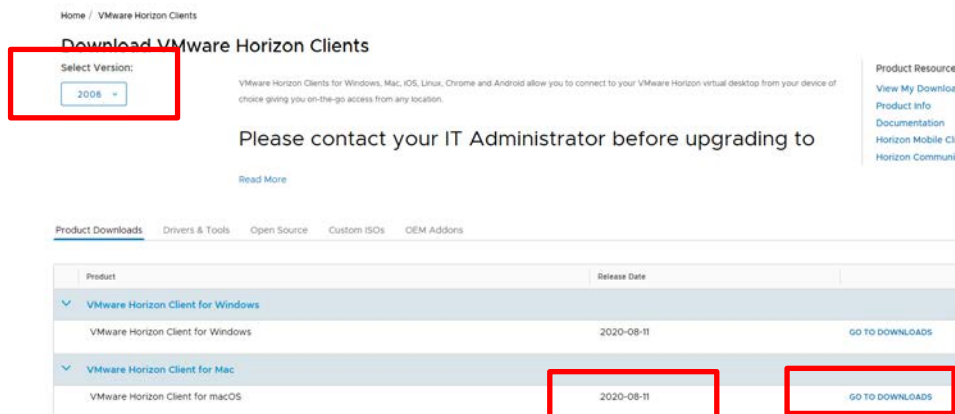 Home / VMware Horizon Clients
Download VMware Horizon Clients
Select Version:
2006
VMware Horizon Clients for Windows, Mac, iOS, Linux, Chrome and Android allow you to connect to your VMware Horizon virtual desktop from your device of
choice giving you on-the-go access from any location.
Please contact your IT Administrator before upgrading to
Read More
Product Resource
View My Downloa
Product Info
Documentation
Horizon Mobile Cli
Horizon Communi
Product Downloads Drivers & Tools Open Source Custom ISOs OEM Addons
Product Release Date
VMware Horizon Client for Windows
VMware Horizon Client for Windows 2020-08-11 GO TO DOWNLOADS
VMware Horizon Client for Mac
VMware Horizon Client for macOS 2020-08-11 GO TO DOWNLOADS